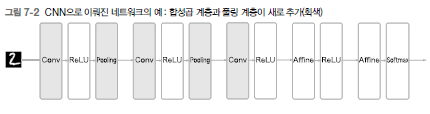 그림 7-2 CNN으로 이뤄진 네트워크의 예 : 합성곱 계층과 풀링 계층이 새로 추가(회색)
2 Conv ReLU Pooling Conv ReLU Pooling Conv ReLU Affine ReLU Affine Softmax